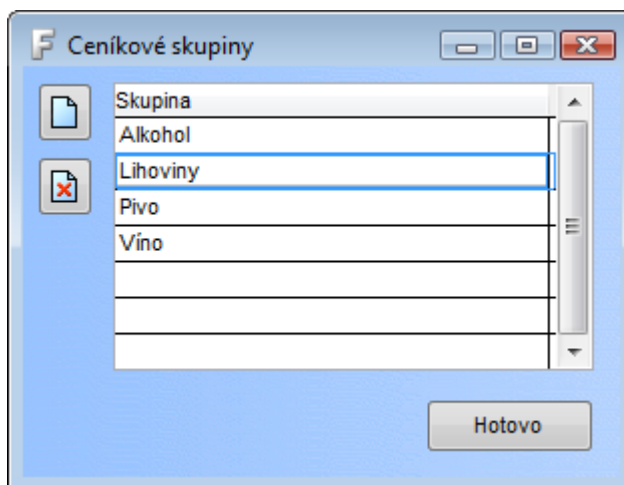 Ceníkové skupiny
Skupina
Alkohol
Lihoviny
Pivo
Víno
Hotovo